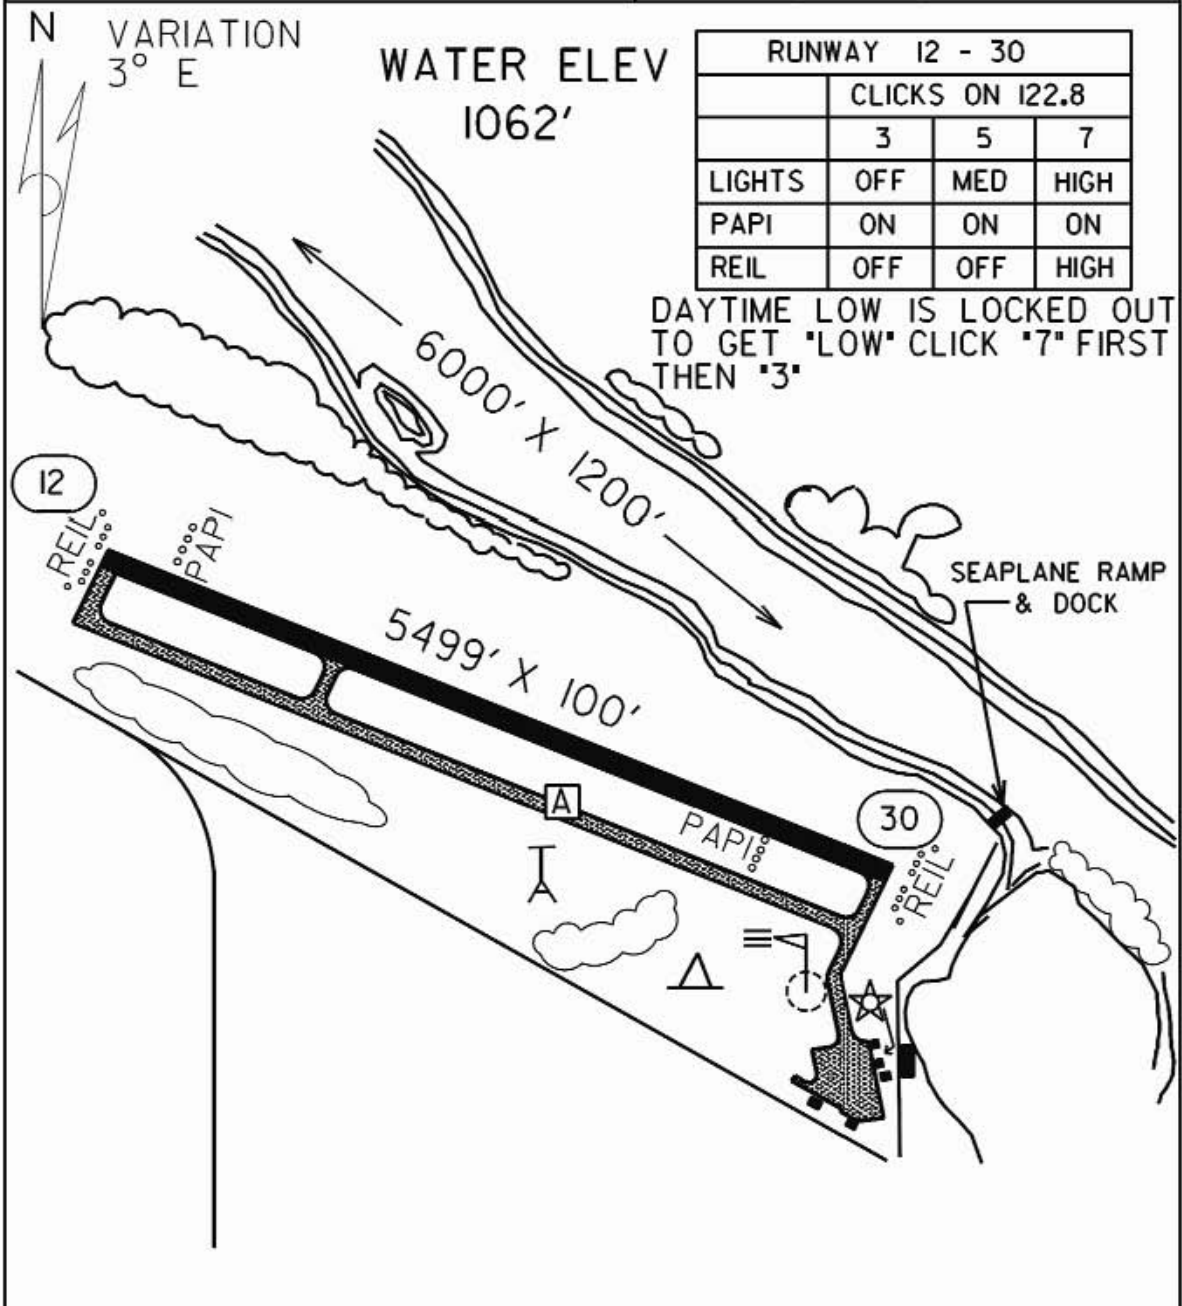 N
VARIATION
3° E
WATER ELEV
1062'
RUNWAY 12 - 30
CLICKS ON 122.8
3 5 7
LIGHTS OFF MED HIGH
PAPI ON ON ON
REIL OFF OFF HIGH
DAYTIME LOW IS LOCKED OUT
TO GET "LOW" CLICK "7" FIRST
THEN "3"
6000' X 1200'
12
REIL
PAPI
SEAPLANE RAMP
& DOCK
5499' X 100'
A
PAPI
30
REIL